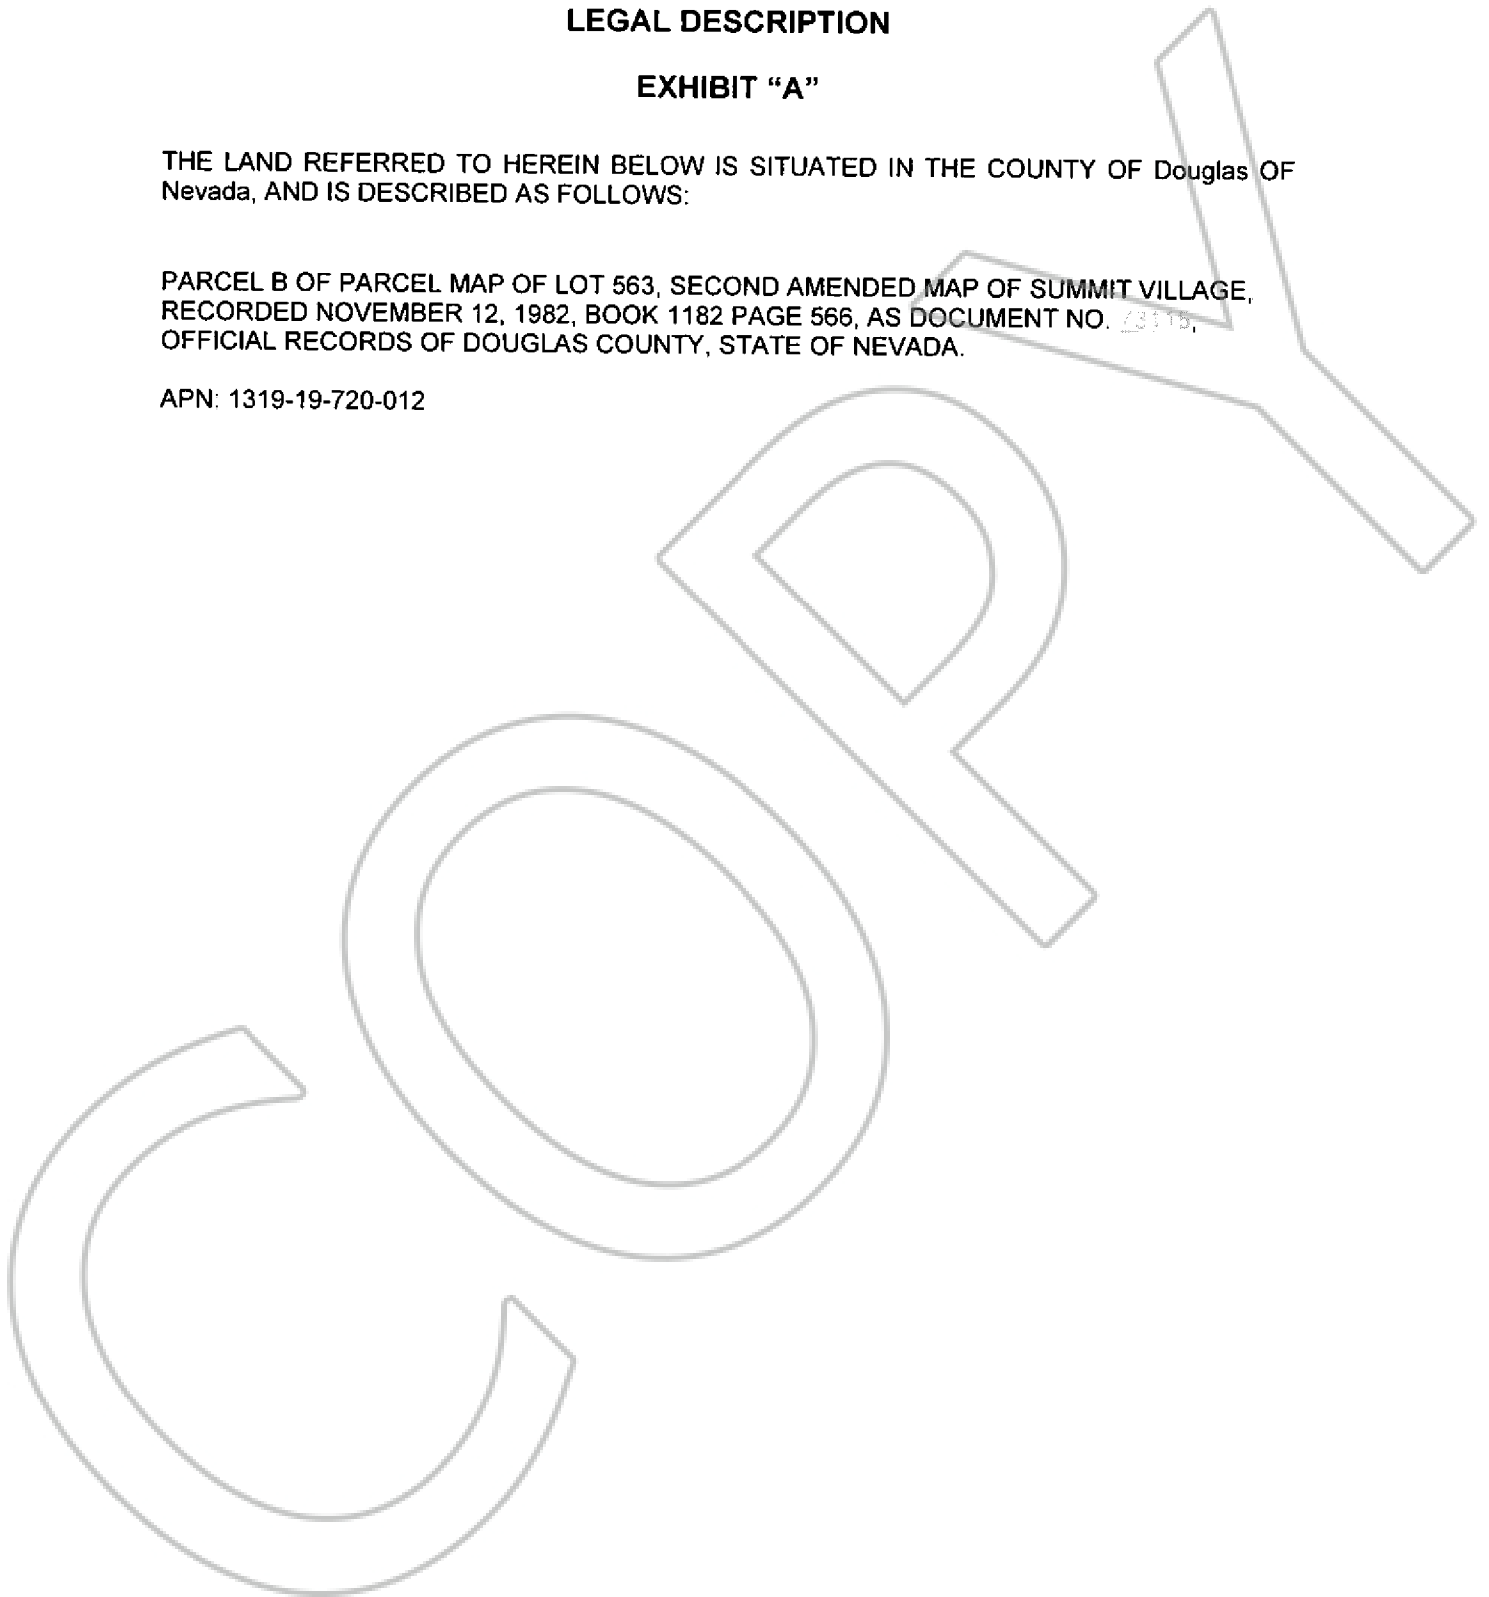 LEGAL DESCRIPTION
EXHIBIT “A”
THE LAND REFERRED TO HEREIN BELOW IS SITUATED IN THE COUNTY OF Douglas OF
Nevada, AND IS DESCRIBED AS FOLLOWS:
PARCEL B OF PARCEL MAP OF LOT 563, SECOND AMENDED MAP OF SUMMIT VILLAGE,
RECORDED NOVEMBER 12, 1982, BOOK 1182 PAGE 566, AS DOCUMENT NO.
OFFICIAL RECORDS OF DOUGLAS COUNTY, STATE OF NEVADA.
APN: 1319-19-720-012
COPY